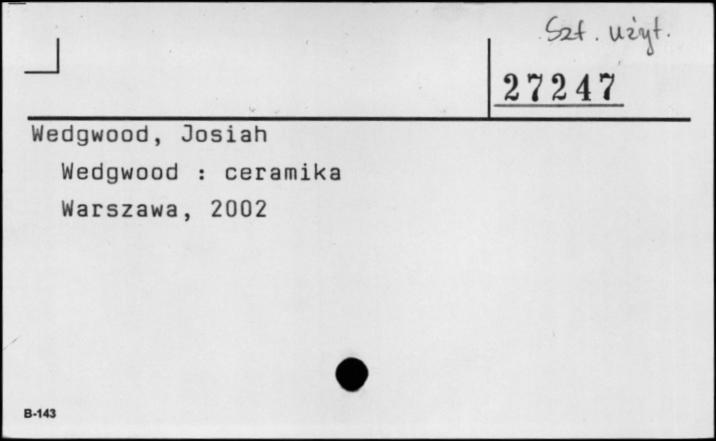 Szt. użyt.
27247
Wedgwood, Josiah
Wedgwood : ceramika
Warszawa, 2002
B-143